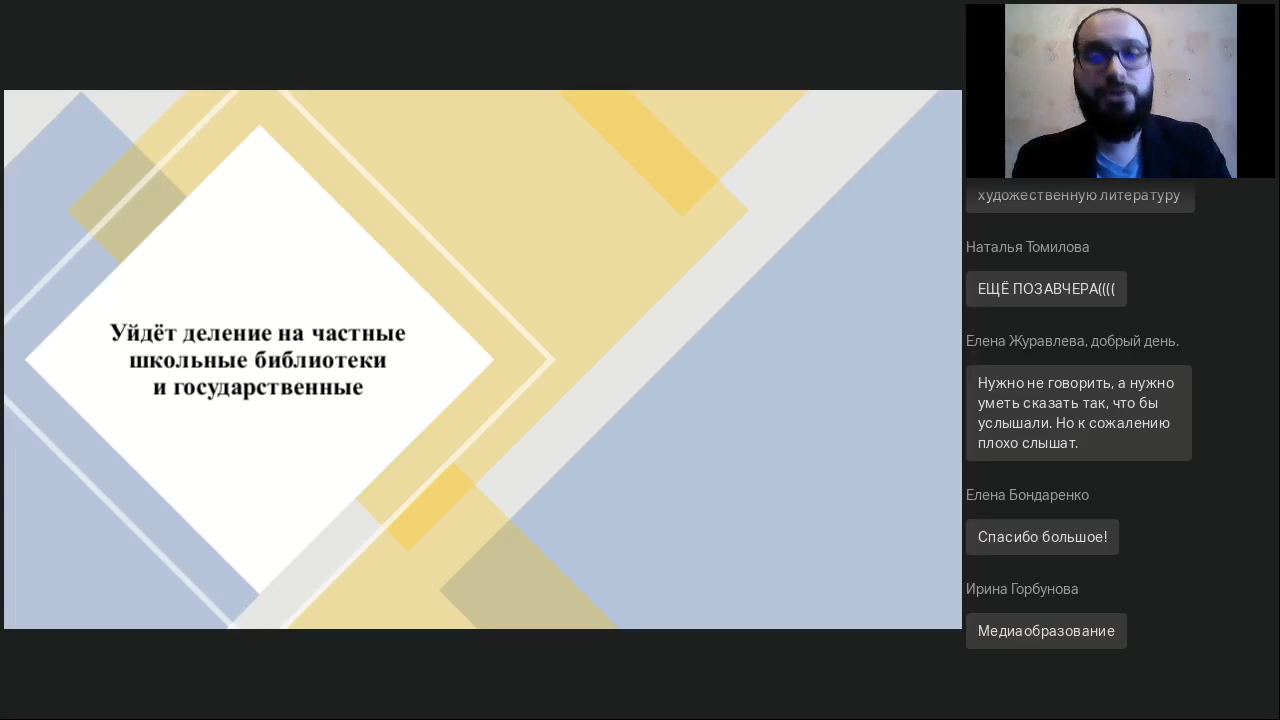 Уйдёт деление на частные
школьные библиотеки
и государственные
художественную литературу
Наталья Томилова
ЕЩЁ ПОЗАВЧЕРА((((
Елена Журавлева, добрый день.
Нужно не говорить, а нужно
уметь сказать так, что бы
услышали. Но к сожалению
плохо слышат.
Елена Бондаренко
Спасибо большое!
Ирина Горбунова
Медиаобразование